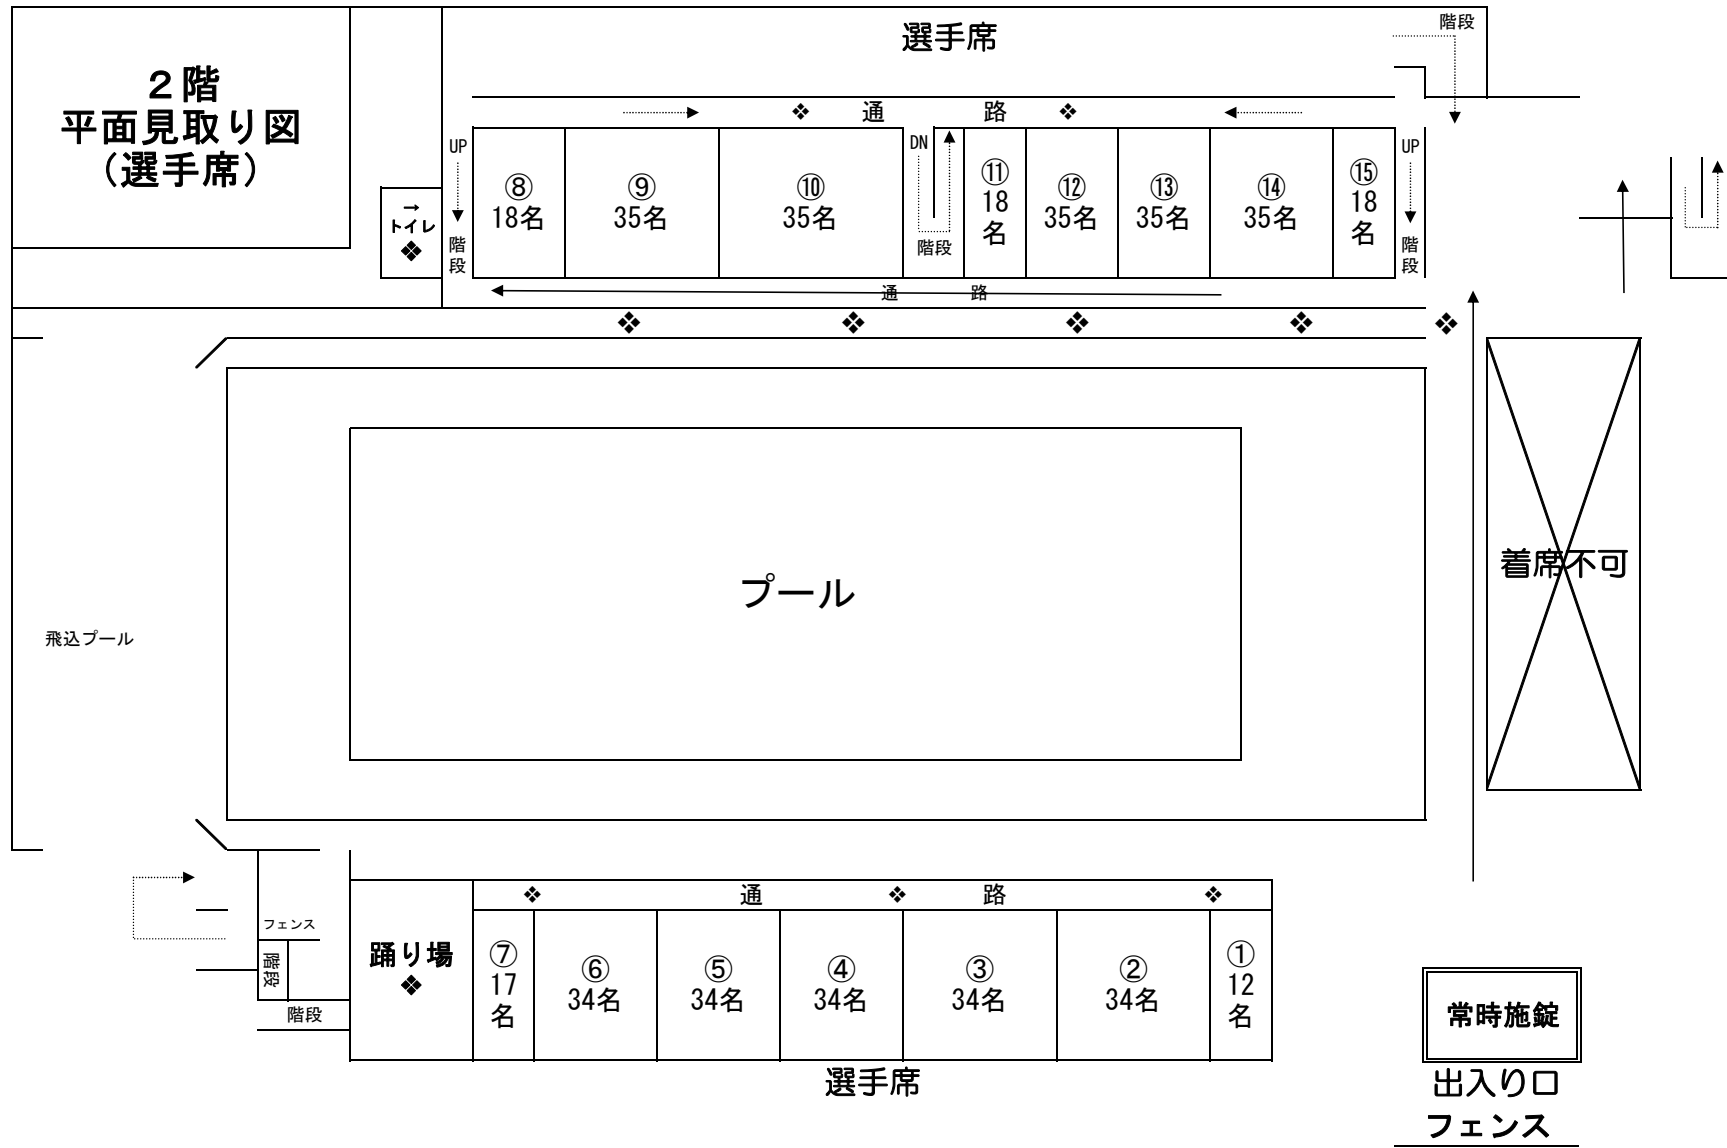 選手席
階段
２階
平面見取り図
（選手席）
❖ 通 路 ❖
UP
DN
UP
⑧
18名
⑨
35名
⑩
35名
⑪
18
名
⑫
35名
⑬
35名
⑭
35名
⑮
18
名
→
トイレ
❖
階段
階段
階段
通 路
❖ ❖ ❖ ❖ ❖
プール
着席不可
飛込プール
❖ 通 ❖ 路 ❖
フェンス
階段
階段
踊り場
❖
⑦
17
名
⑥
34名
⑤
34名
④
34名
③
34名
②
34名
①
12
名
選手席
常時施錠
出入り口
フェンス